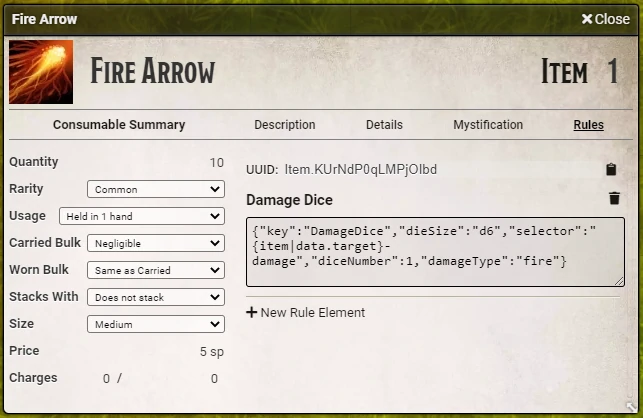 Fire Arrow
Close
Fire Arrow
Item 1
Consumable Summary
Description
Details
Mystification
Rules
Quantity 10
Rarity Common
Usage Held in 1 hand
Carried Bulk Negligible
Worn Bulk Same as Carried
Stacks With Does not stack
Size Medium
Price 5 sp
Charges 0 / 0
UUID: Item.KUrNdP0qLMPjOIbd
Damage Dice
{"key":"DamageDice","dieSize":"d6","selector":"
{item|data.target}-
damage","diceNumber":1,"damageType":"fire"}
New Rule Element